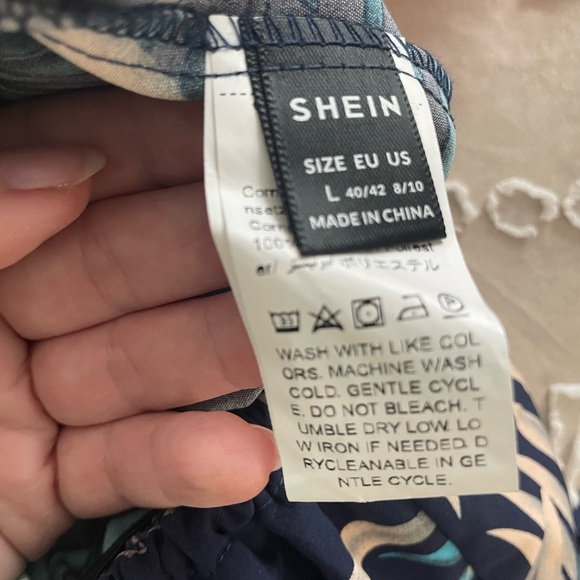 SHEIN
SIZE EU US
L 40/42 8/10
MADE IN CHINA
100%
ポリエステル
WASH WITH LIKE COL
ORS. MACHINE WASH
COLD. GENTLE CYCL
E. DO NOT BLEACH. T
UMBLE DRY LOW. LO
W IRON IF NEEDED. D
RYCLEANABLE IN GE
NTLE CYCLE.